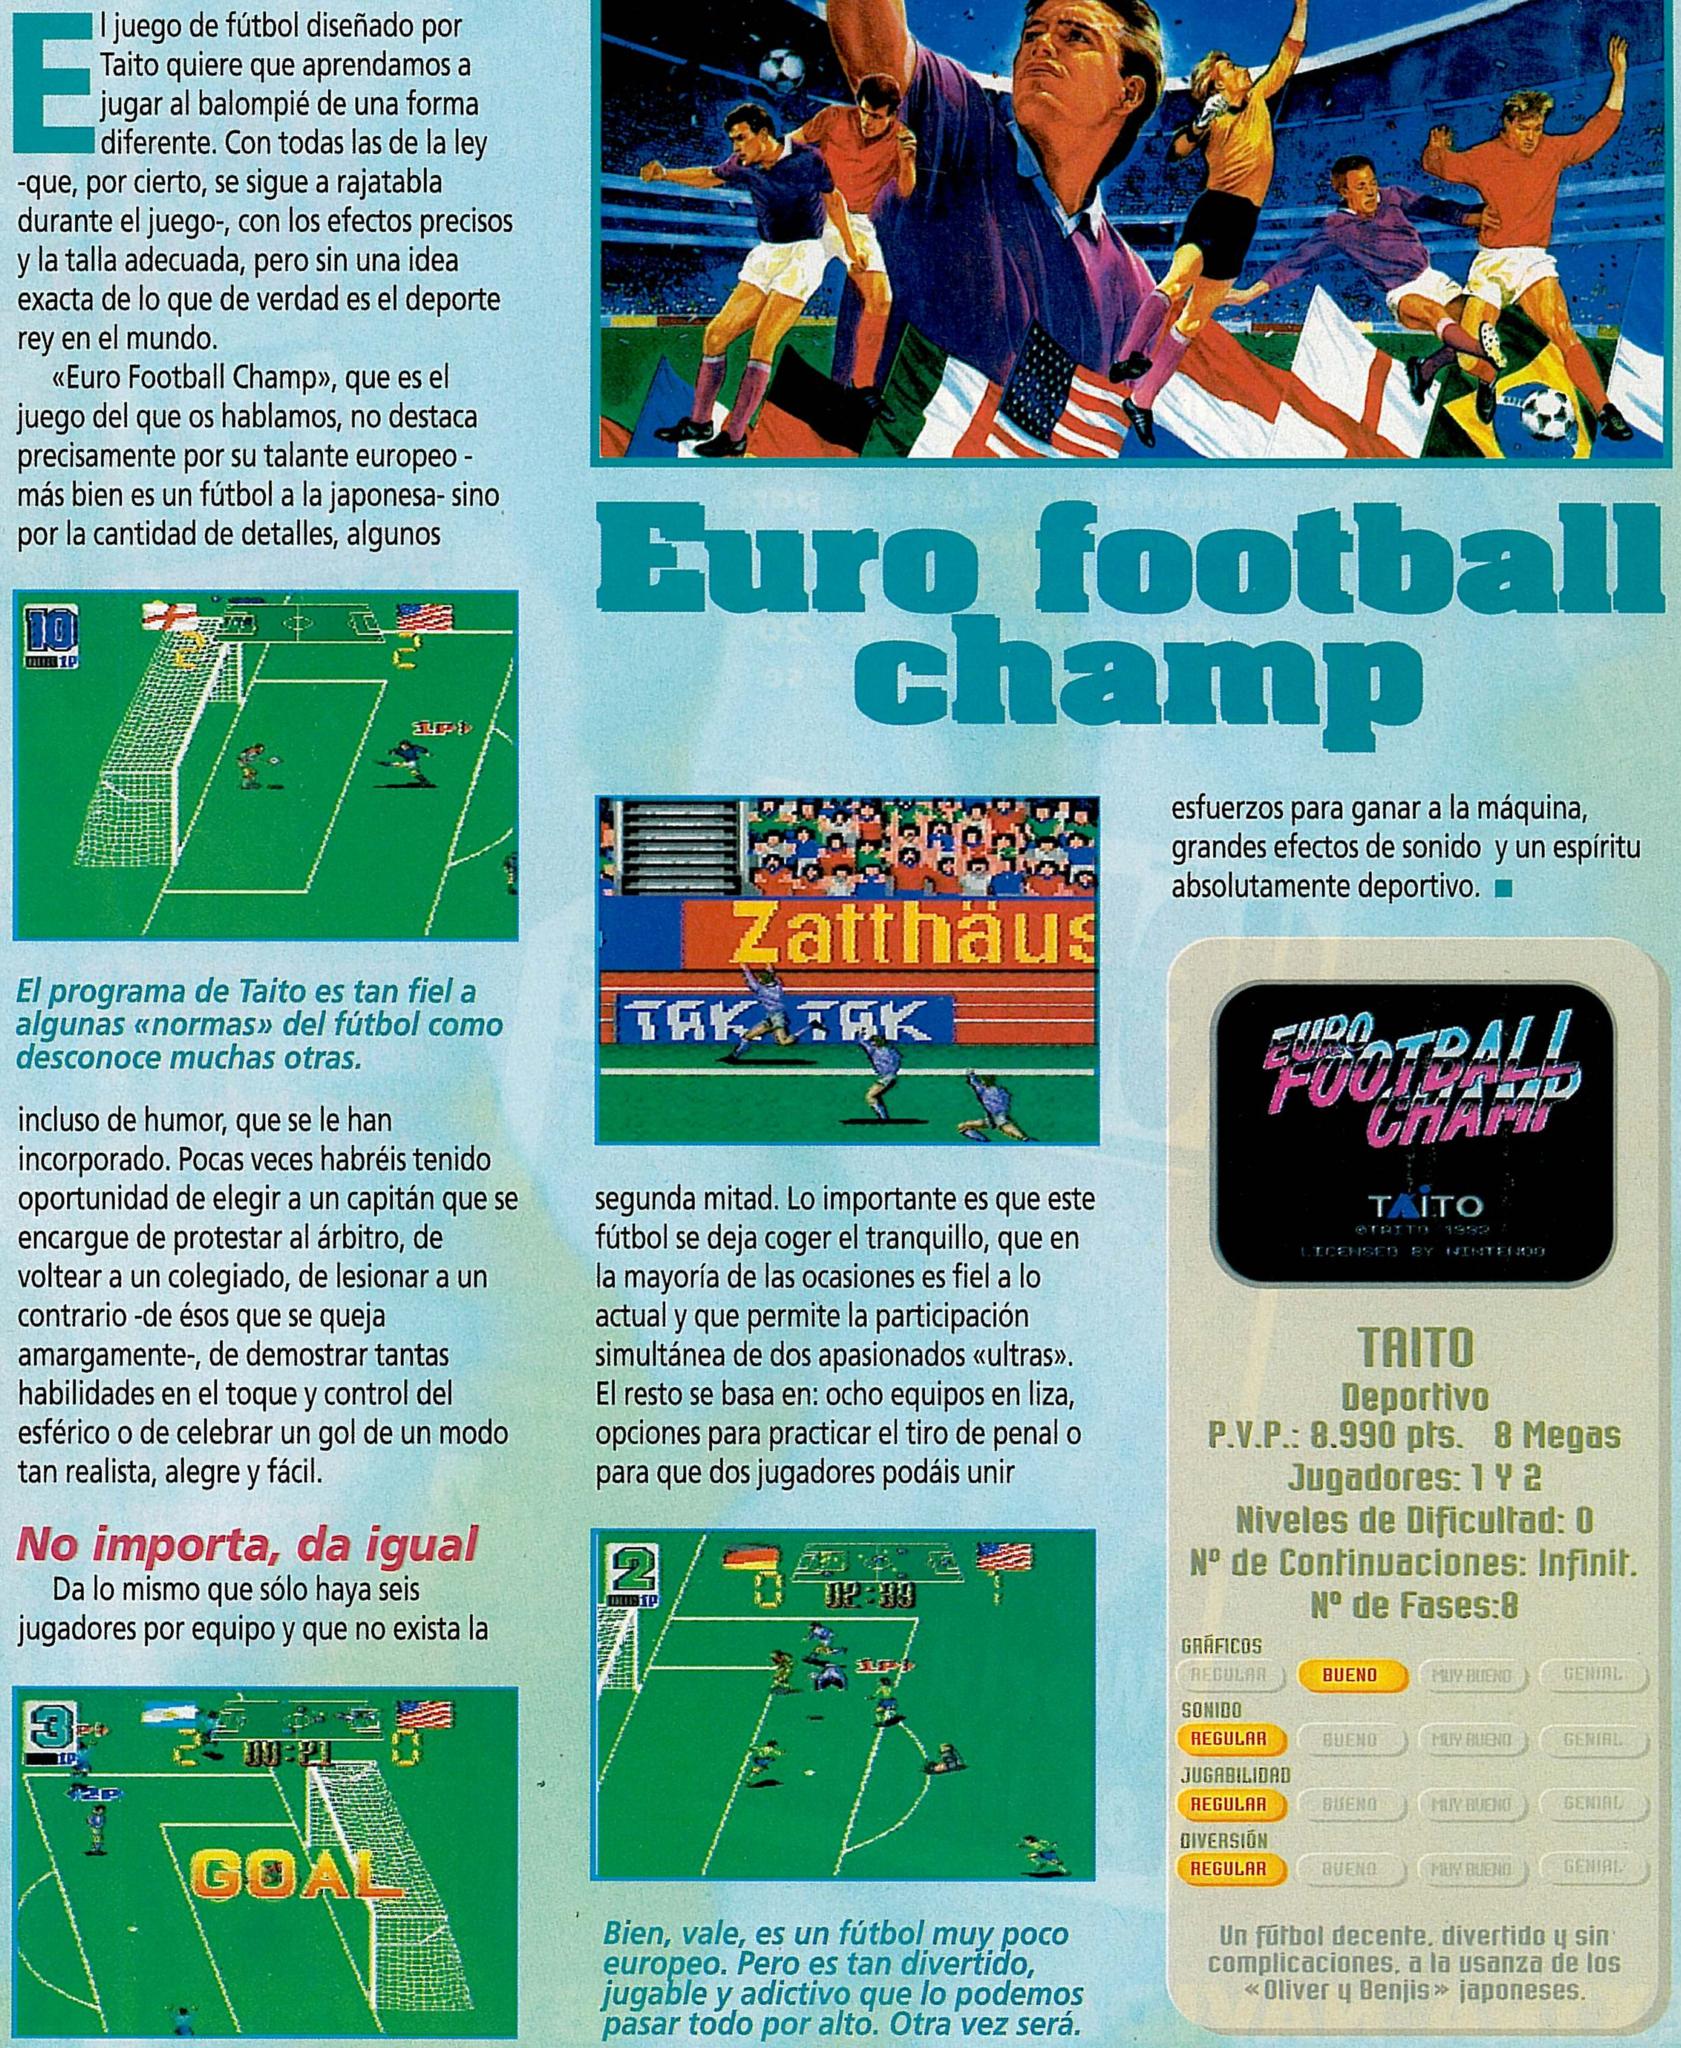 El juego de fútbol diseñado por
Taito quiere que aprendamos a
jugar al balompié de una forma
diferente. Con todas las de la ley
-que, por cierto, se sigue a rajatabla
durante el juego-, con los efectos precisos
y la talla adecuada, pero sin una idea
exacta de lo que de verdad es el deporte
rey en el mundo.
«Euro Football Champ», que es el
juego del que os hablamos, no destaca
precisamente por su talante europeo -
más bien es un fútbol a la japonesa- sino
por la cantidad de detalles, algunos
10
1P
2
2
1P
El programa de Taito es tan fiel a
algunas «normas» del fútbol como
desconoce muchas otras.
incluso de humor, que se le han
incorporado. Pocas veces habréis tenido
oportunidad de elegir a un capitán que se
encargue de protestar al árbitro, de
voltear a un colegiado, de lesionar a un
contrario -de ésos que se queja
amargamente-, de demostrar tantas
habilidades en el toque y control del
esférico o de celebrar un gol de un modo
tan realista, alegre y fácil.
No importa, da igual
Da lo mismo que sólo haya seis
jugadores por equipo y que no exista la
3
1P
2
00:21
0
2P
GOAL
Euro football
champ
Zatthäus
TAK TAK
segunda mitad. Lo importante es que este
fútbol se deja coger el tranquillo, que en
la mayoría de las ocasiones es fiel a lo
actual y que permite la participación
simultánea de dos apasionados «ultras».
El resto se basa en: ocho equipos en liza,
opciones para practicar el tiro de penal o
para que dos jugadores podáis unir
2
1P
0
1
1P
Bien, vale, es un fútbol muy poco
europeo. Pero es tan divertido,
jugable y adictivo que lo podemos
pasar todo por alto. Otra vez será.
esfuerzos para ganar a la máquina,
grandes efectos de sonido y un espíritu
absolutamente deportivo.
EURO
FOOTBALL
CHAMP
TAITO
©TAITO 1992
LICENSED BY NINTENDO
TAITO
Deportivo
P.V.P.: 8.990 pts. 8 Megas
Jugadores: 1 Y 2
Niveles de Dificultad: 0
Nº de Continuaciones: Infinit.
Nº de Fases:8
GRÁFICOS
REGULAR BUENO MUY BUENO GENIAL
SONIDO
REGULAR BUENO MUY BUENO GENIAL
JUGABILIDAD
REGULAR BUENO MUY BUENO GENIAL
DIVERSIÓN
REGULAR BUENO MUY BUENO GENIAL
Un fútbol decente, divertido y sin
complicaciones, a la usanza de los
«Oliver y Benjis» japoneses.